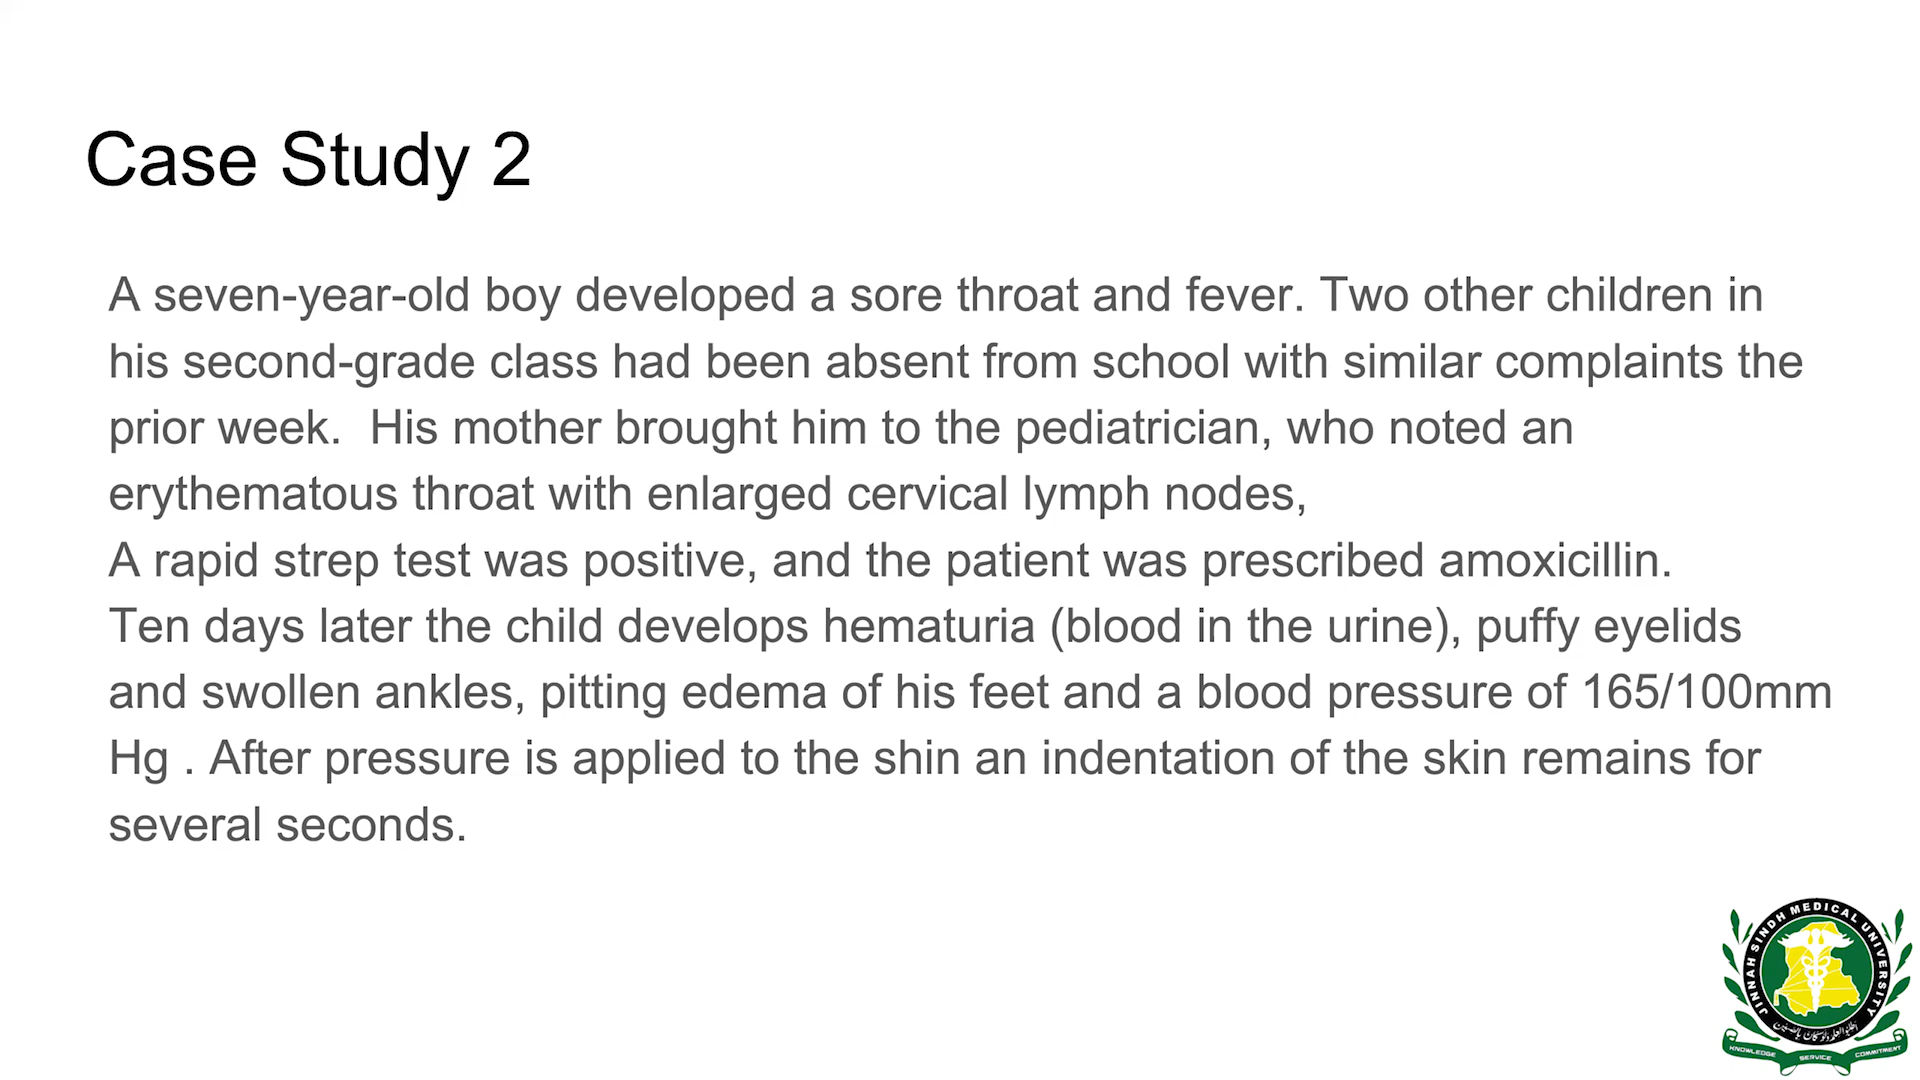 Case Study 2
A seven-year-old boy developed a sore throat and fever. Two other children in
his second-grade class had been absent from school with similar complaints the
prior week.  His mother brought him to the pediatrician, who noted an
erythematous throat with enlarged cervical lymph nodes,
A rapid strep test was positive, and the patient was prescribed amoxicillin.
Ten days later the child develops hematuria (blood in the urine), puffy eyelids
and swollen ankles, pitting edema of his feet and a blood pressure of 165/100mm
Hg . After pressure is applied to the shin an indentation of the skin remains for
several seconds.
JINNAH SINDH MEDICAL UNIVERSITY
KNOWLEDGE SERVICE COMMITMENT